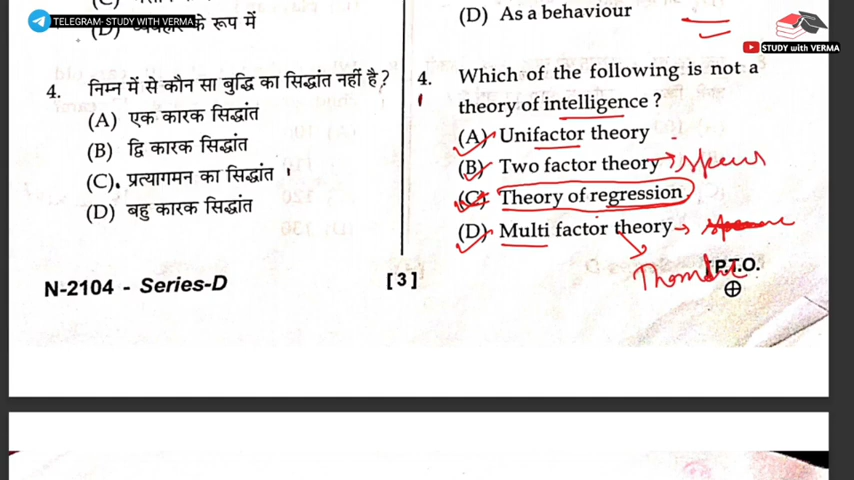 TELEGRAM- STUDY WITH VERMA
(D) व्यवहार के रूप में
4. निम्न में से कौन सा बुद्धि का सिद्धांत नहीं है ?
(A) एक कारक सिद्धांत
(B) द्वि कारक सिद्धांत
(C) प्रत्यागमन का सिद्धांत
(D) बहु कारक सिद्धांत
N-2104 - Series-D
[ 3 ]
(D) As a behaviour
STUDY with VERMA
4. Which of the following is not a
theory of intelligence ?
(A) Unifactor theory
(B) Two factor theory
(C) Theory of regression
(D) Multi factor theory
P.T.O.